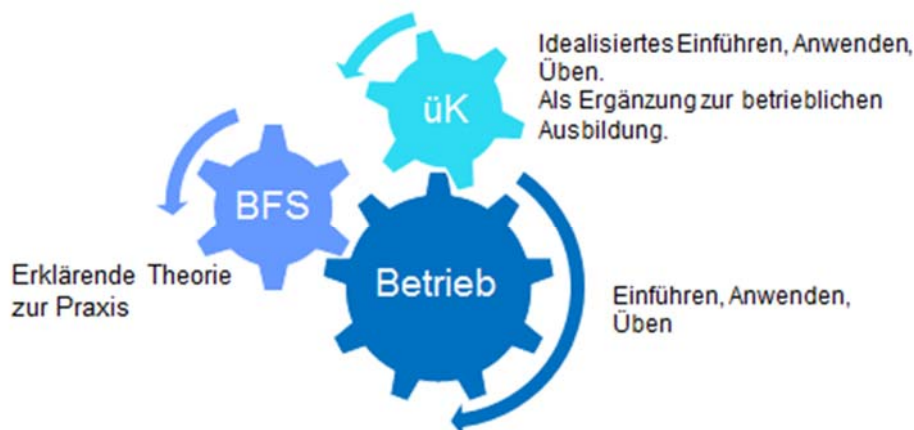 Idealisiertes Einführen, Anwenden,
Üben.
Als Ergänzung zur betrieblichen
Ausbildung.
üK
BFS
Betrieb
Erklärende Theorie
zur Praxis
Einführen, Anwenden,
Üben